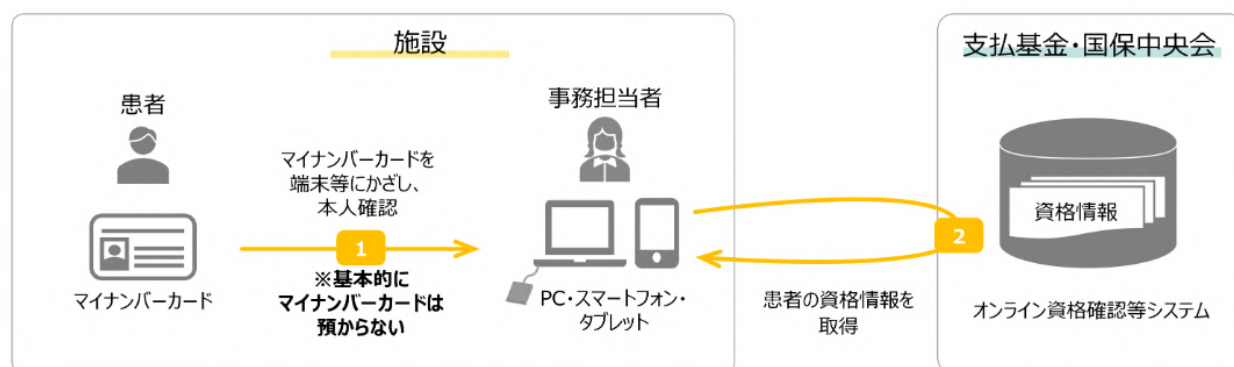 施設
支払基金・国保中央会
患者
事務担当者
マイナンバーカードを
端末等にかざし、
本人確認
資格情報
1
2
※基本的に
マイナンバーカードは
預からない
マイナンバーカード
PC・スマートフォン・
タブレット
患者の資格情報を
取得
オンライン資格確認等システム